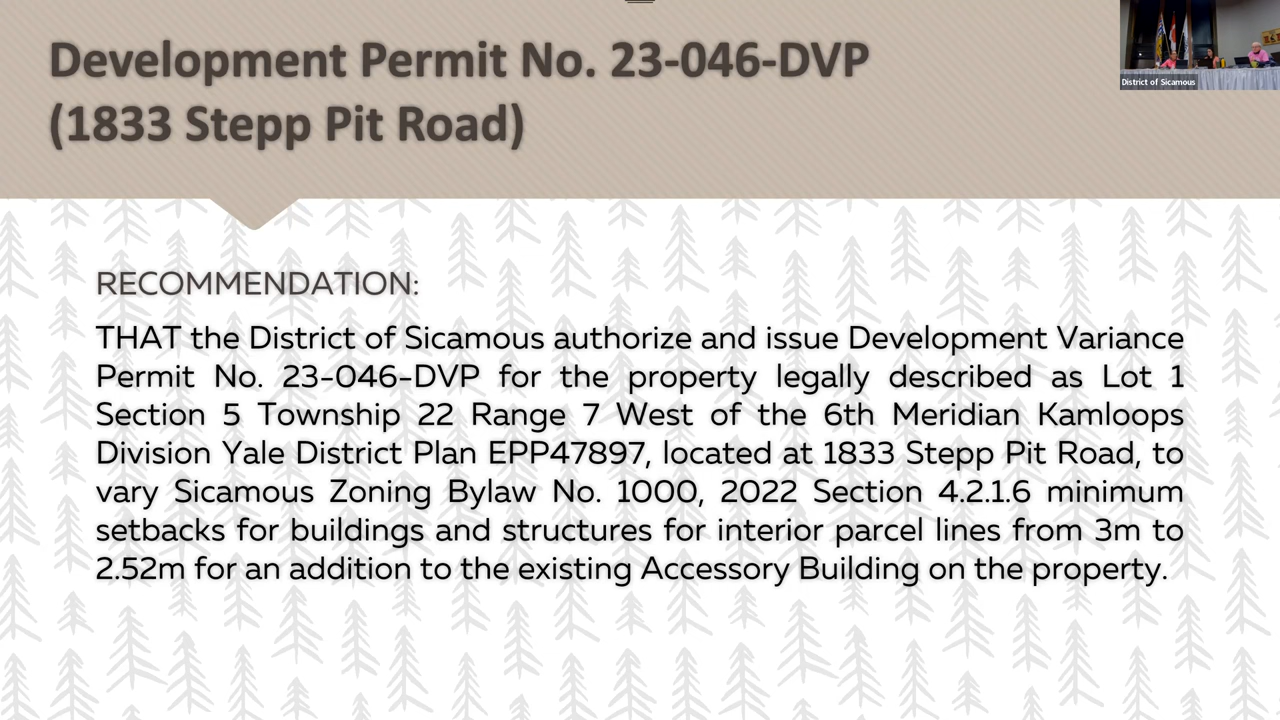 Development Permit No. 23-046-DVP
(1833 Stepp Pit Road)
District of Sicamous
RECOMMENDATION:
THAT the District of Sicamous authorize and issue Development Variance
Permit No. 23-046-DVP for the property legally described as Lot 1
Section 5 Township 22 Range 7 West of the 6th Meridian Kamloops
Division Yale District Plan EPP47897, located at 1833 Stepp Pit Road, to
vary Sicamous Zoning Bylaw No. 1000, 2022 Section 4.2.1.6 minimum
setbacks for buildings and structures for interior parcel lines from 3m to
2.52m for an addition to the existing Accessory Building on the property.